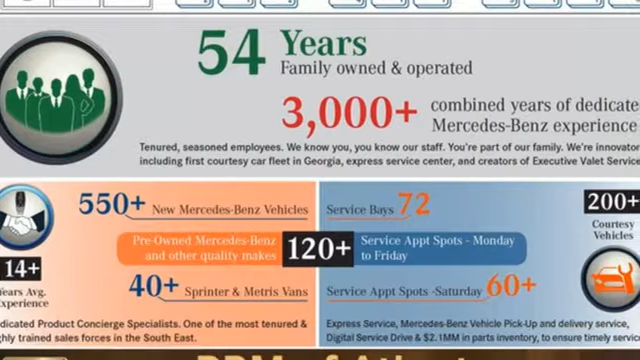 54 Years
Family owned & operated
3,000+ combined years of dedicate
Mercedes-Benz experience
Tenured, seasoned employees. We know you, you know our staff. You're part of our family. We're innovator
including first courtesy car fleet in Georgia, express service center, and creators of Executive Valet Service
550+ New Mercedes-Benz Vehicles
Pre-Owned Mercedes-Benz
and other quality makes
120+
40+ Sprinter & Metris Vans
14+
Years Avg.
Experience
dicated Product Concierge Specialists. One of the most tenured &
ghly trained sales forces in the South East.
Service Bays 72
Service Appt Spots - Monday
to Friday
Service Appt Spots -Saturday 60+
200+
Courtesy
Vehicles
Express Service, Mercedes-Benz Vehicle Pick-Up and delivery service,
Digital Service Drive & $2.1MM in parts inventory, to ensure timely servic